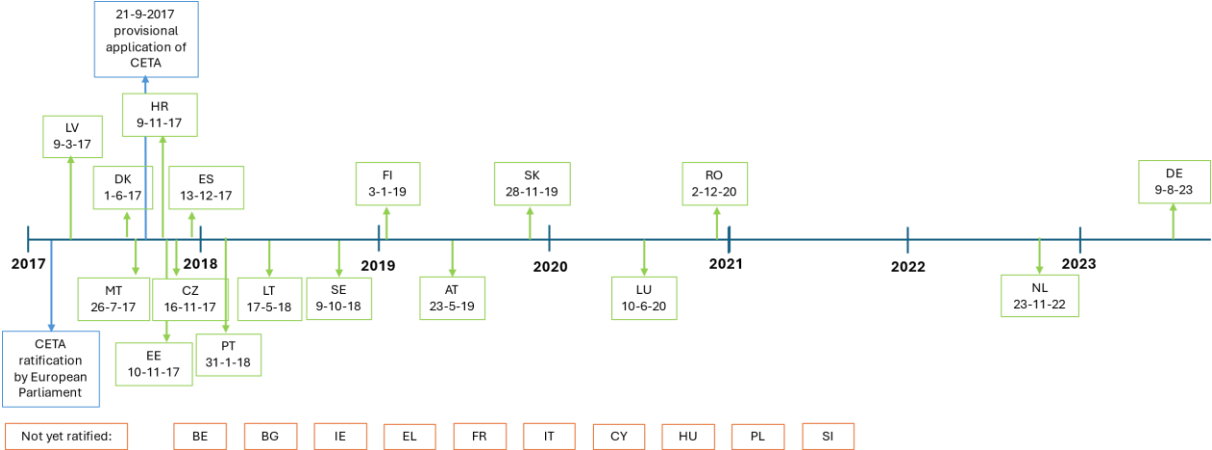 21-9-2017
provisional
application of
CETA
HR
9-11-17
LV
9-3-17
DK
1-6-17
ES
13-12-17
FI
3-1-19
SK
28-11-19
RO
2-12-20
DE
9-8-23
2017
2018
2019
2020
2021
2022
2023
MT
26-7-17
CZ
16-11-17
LT
17-5-18
SE
9-10-18
AT
23-5-19
LU
10-6-20
NL
23-11-22
EE
10-11-17
PT
31-1-18
CETA
ratification
by European
Parliament
Not yet ratified:
BE
BG
IE
EL
FR
IT
CY
HU
PL
SI